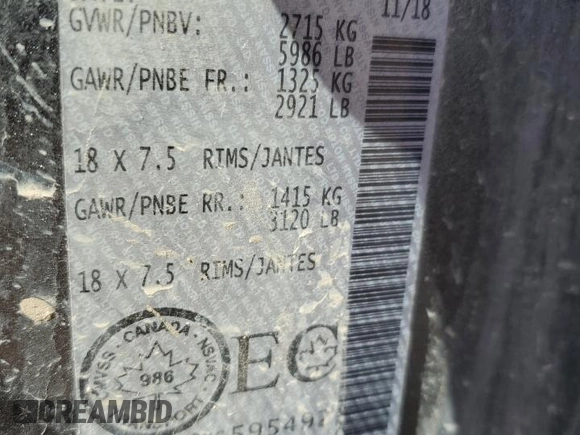 11/18
GVWR/PNBV: 2715 KG
5986 LB
GAWR/PNBE FR.: 1325 KG
2921 LB
18 X 7.5 RIMS/JANTES
GAWR/PNBE RR.: 1415 KG
3120 LB
18 X 7.5 RIMS/JANTES
CANADA
986
DREAMBID